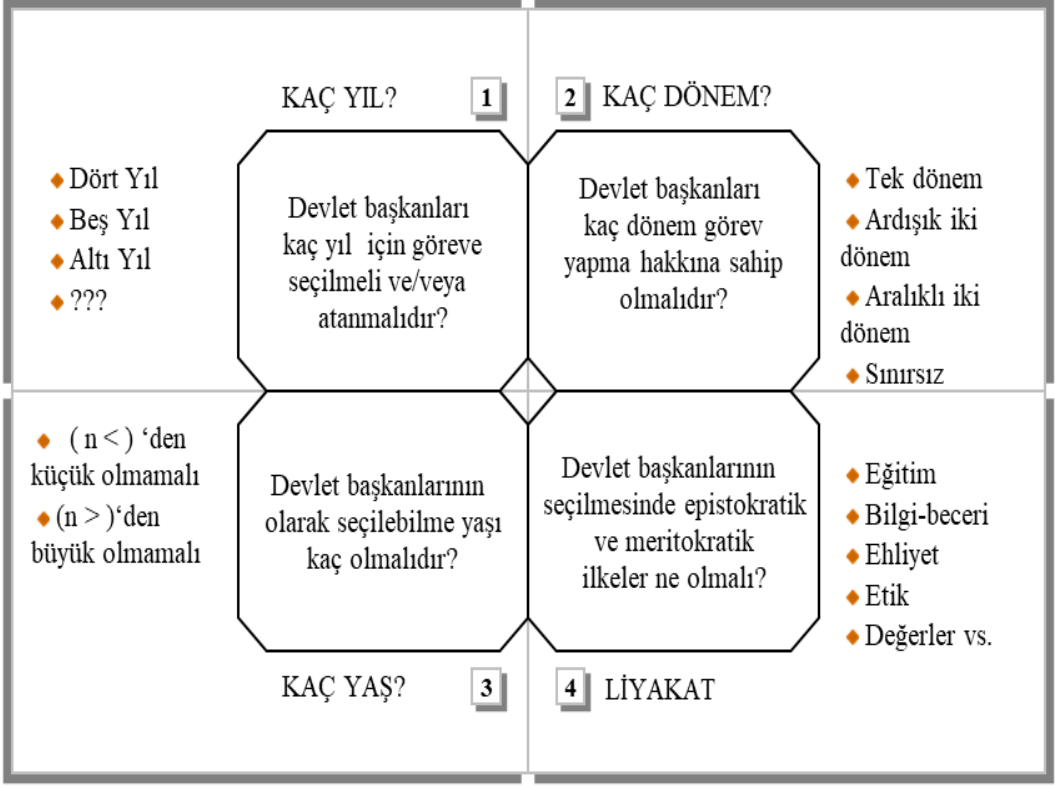 KAÇ YIL?
1
Dört Yıl
Beş Yıl
Altı Yıl
???
Devlet başkanları
kaç yıl için göreve
seçilmeli ve/veya
atanmalıdır?
2
KAÇ DÖNEM?
Devlet başkanları
kaç dönem görev
yapma hakkına sahip
olmalıdır?
Tek dönem
Ardışık iki
dönem
Aralıklı iki
dönem
Sınırsız
( n < ) ‘den
küçük olmamalı
(n > )‘den
büyük olmamalı
Devlet başkanlarının
olarak seçilebilme yaşı
kaç olmalıdır?
KAÇ YAŞ?
3
Devlet başkanlarının
seçilmesinde epistokratik
ve meritokratik
ilkeler ne olmalı?
Eğitim
Bilgi-beceri
Ehliyet
Etik
Değerler vs.
4
LİYAKAT